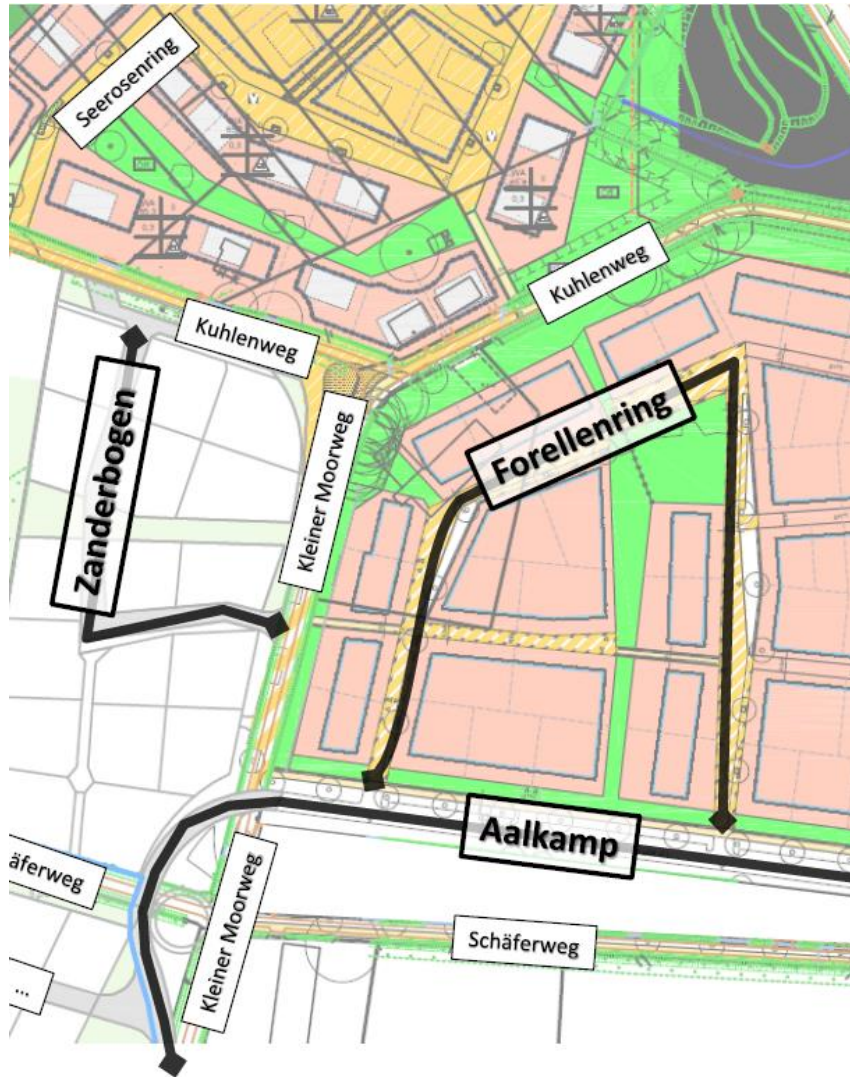 Seerosenring
Kuhlenweg
Kuhlenweg
Zanderbogen
Forellenring
Kleiner Moorweg
Aalkamp
äferweg
Kleiner Moorweg
Schäferweg
...